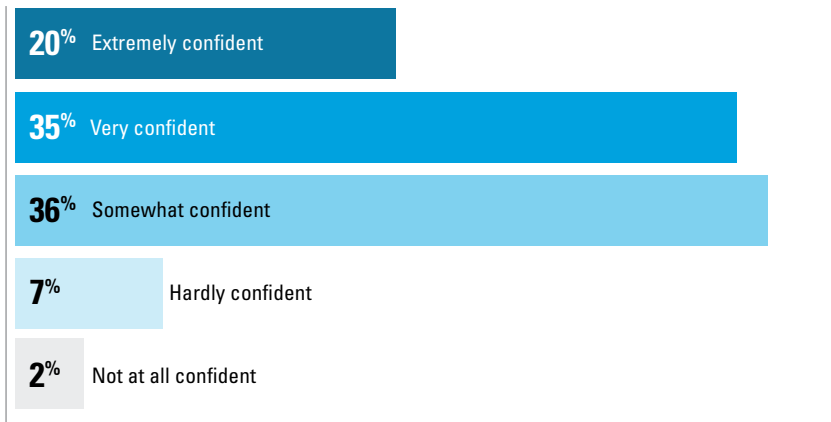 20% Extremely confident
35% Very confident
36% Somewhat confident
7% Hardly confident
2% Not at all confident